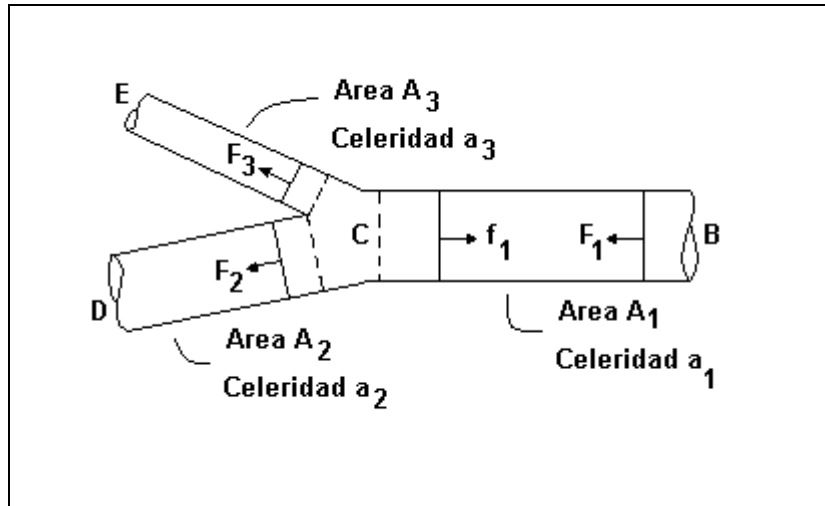 E
Area A3
Celeridad a3
F3
C
f1
F1
B
F2
D
Area A2
Celeridad a2
Area A1
Celeridad a1